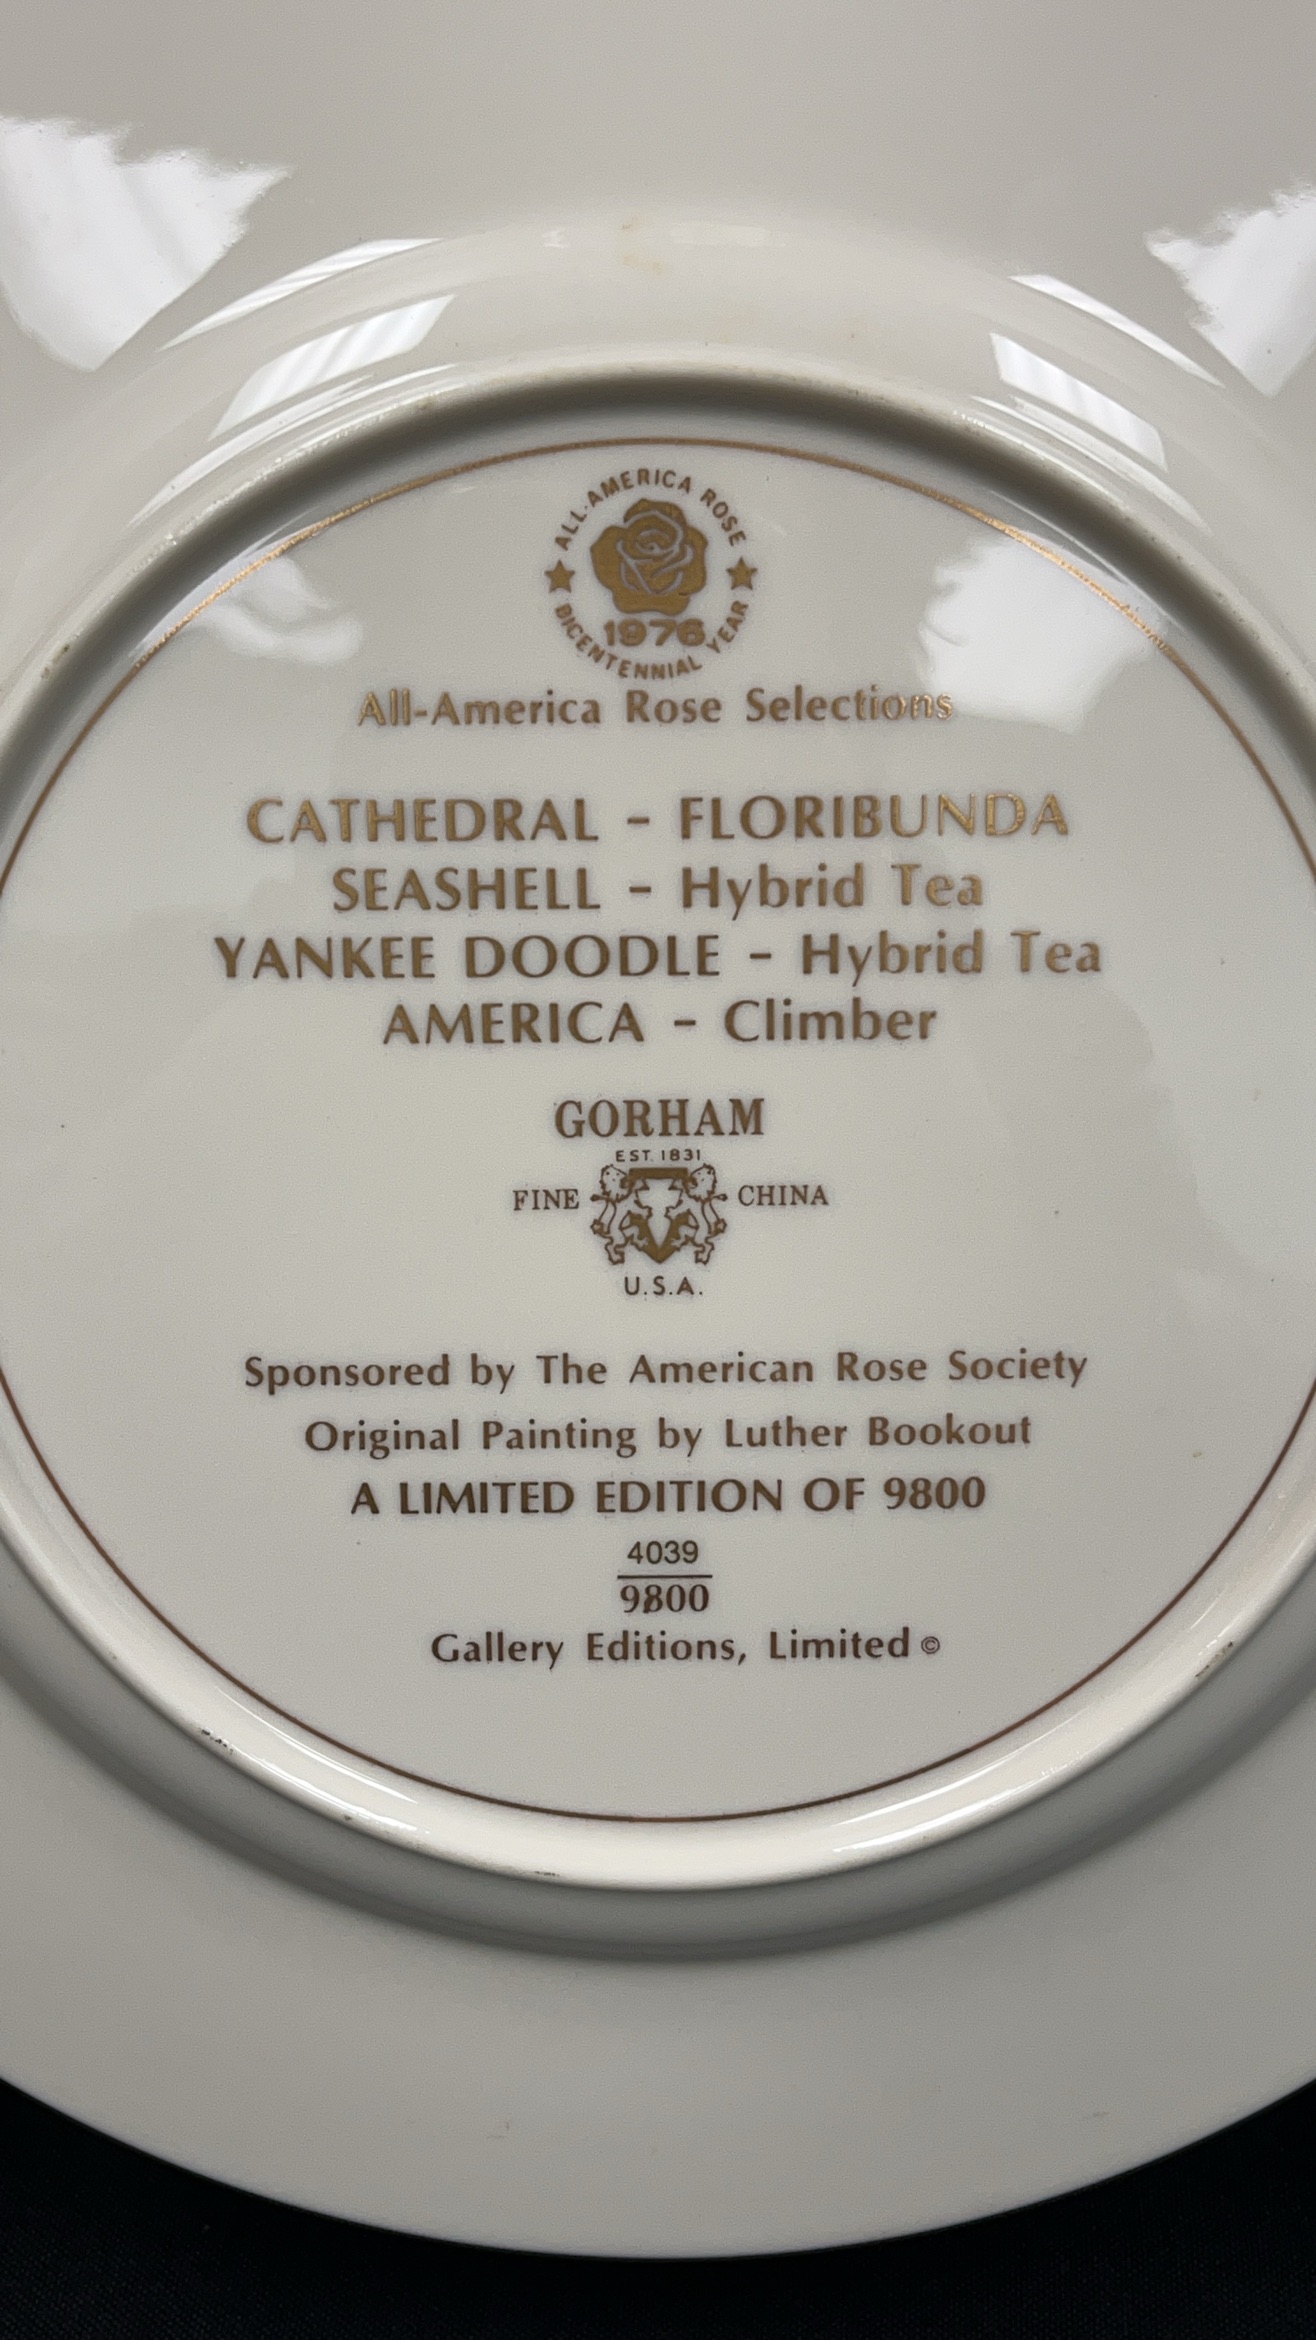 ALL-AMERICA ROSE
1976
BICENTENNIAL YEAR
All-America Rose Selections
CATHEDRAL - FLORIBUNDA
SEASHELL - Hybrid Tea
YANKEE DOODLE - Hybrid Tea
AMERICA - Climber
GORHAM
EST. 1831
FINE CHINA
U.S.A.
Sponsored by The American Rose Society
Original Painting by Luther Bookout
A LIMITED EDITION OF 9800
4039
9800
Gallery Editions, Limited ©